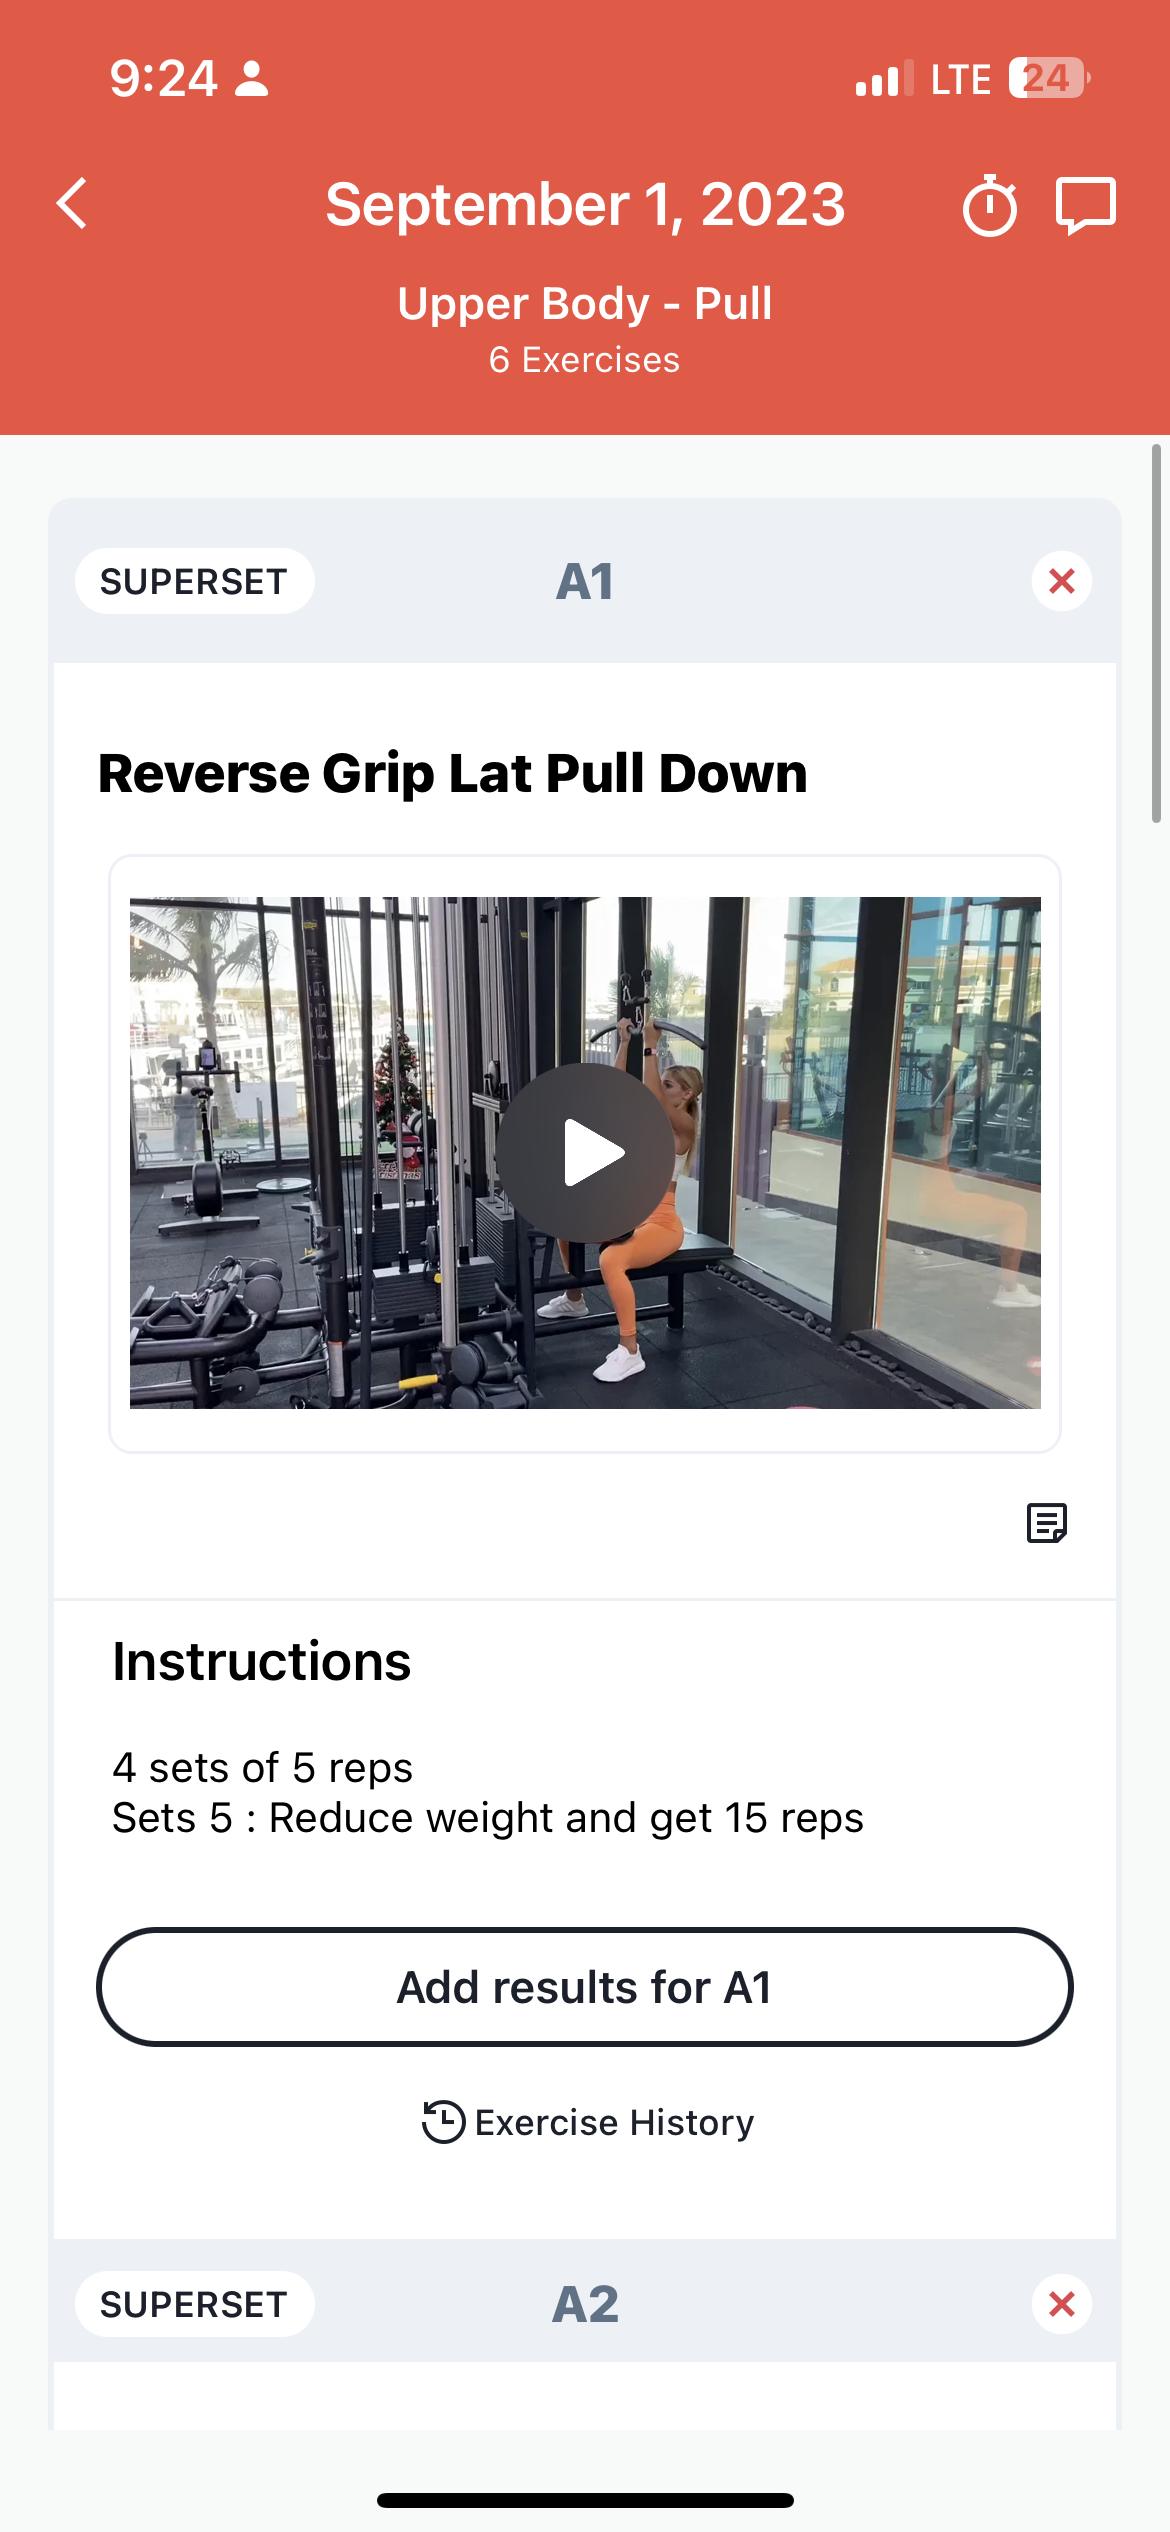 9:24
LTE 24
September 1, 2023
Upper Body - Pull
6 Exercises
SUPERSET A1
Reverse Grip Lat Pull Down
Instructions
4 sets of 5 reps
Sets 5 : Reduce weight and get 15 reps
Add results for A1
Exercise History
SUPERSET A2